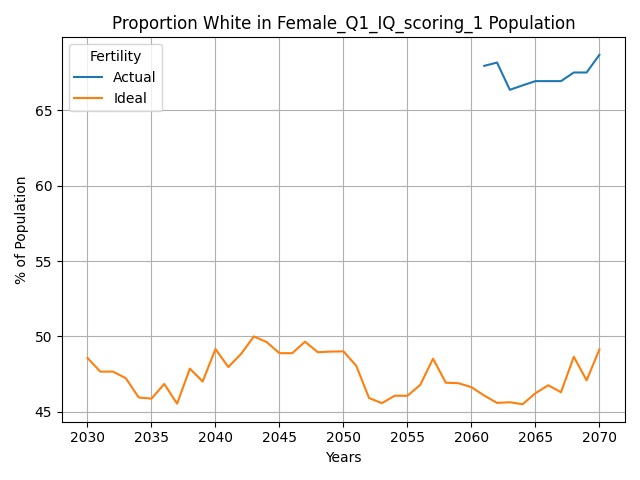 Proportion White in Female_Q1_IQ_scoring_1 Population
Fertility
Actual
Ideal
% of Population
65
60
55
50
45
2030 2035 2040 2045 2050 2055 2060 2065 2070
Years